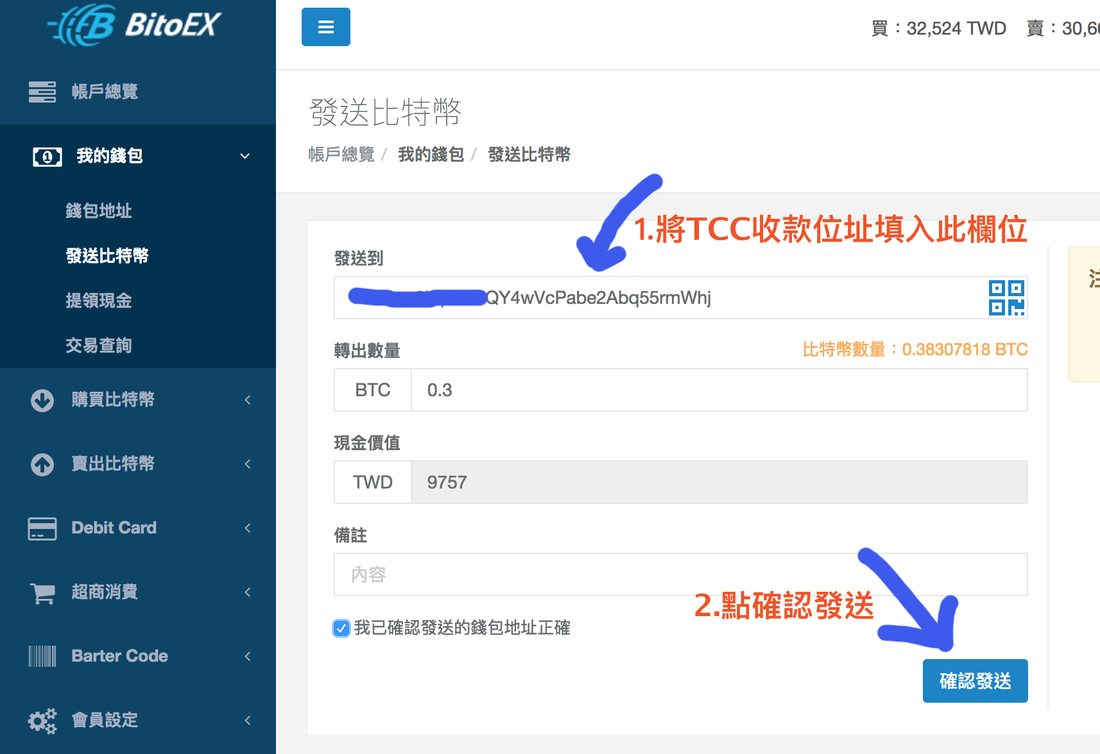 BitoEX
買：32,524 TWD 賣：30,60
帳戶總覽
我的錢包
錢包地址
發送比特幣
提領現金
交易查詢
購買比特幣
賣出比特幣
Debit Card
超商消費
Barter Code
會員設定
發送比特幣
帳戶總覽 / 我的錢包 / 發送比特幣
1.將TCC收款位址填入此欄位
發送到
QY4wVcPabe2Abq55rmWhj
轉出數量
比特幣數量：0.38307818 BTC
BTC 0.3
現金價值
TWD 9757
備註
內容
2.點確認發送
我已確認發送的錢包地址正確
確認發送